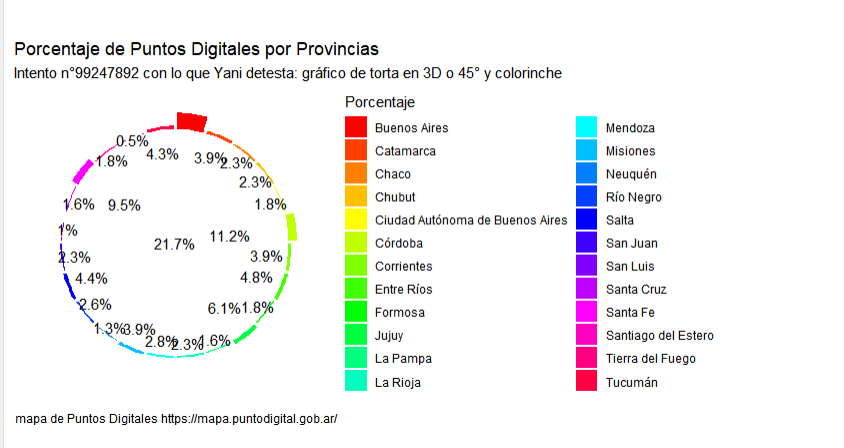 Porcentaje de Puntos Digitales por Provincias
Intento n°99247892 con lo que Yani detesta: gráfico de torta en 3D o 45° y colorinche
Porcentaje
Buenos Aires
Catamarca
Chaco
Chubut
Ciudad Autónoma de Buenos Aires
Córdoba
Corrientes
Entre Ríos
Formosa
Jujuy
La Pampa
La Rioja
Mendoza
Misiones
Neuquén
Río Negro
Salta
San Juan
San Luis
Santa Cruz
Santa Fe
Santiago del Estero
Tierra del Fuego
Tucumán
0.5%
4.3%
3.9%
2.3%
1.8%
2.3%
1.6%
9.5%
1.8%
1%
21.7%
11.2%
2.3%
3.9%
4.4%
4.8%
2.6%
6.1%
1.8%
1.3%
3.9%
2.8%
2.3%
1.6%
mapa de Puntos Digitales https://mapa.puntodigital.gob.ar/